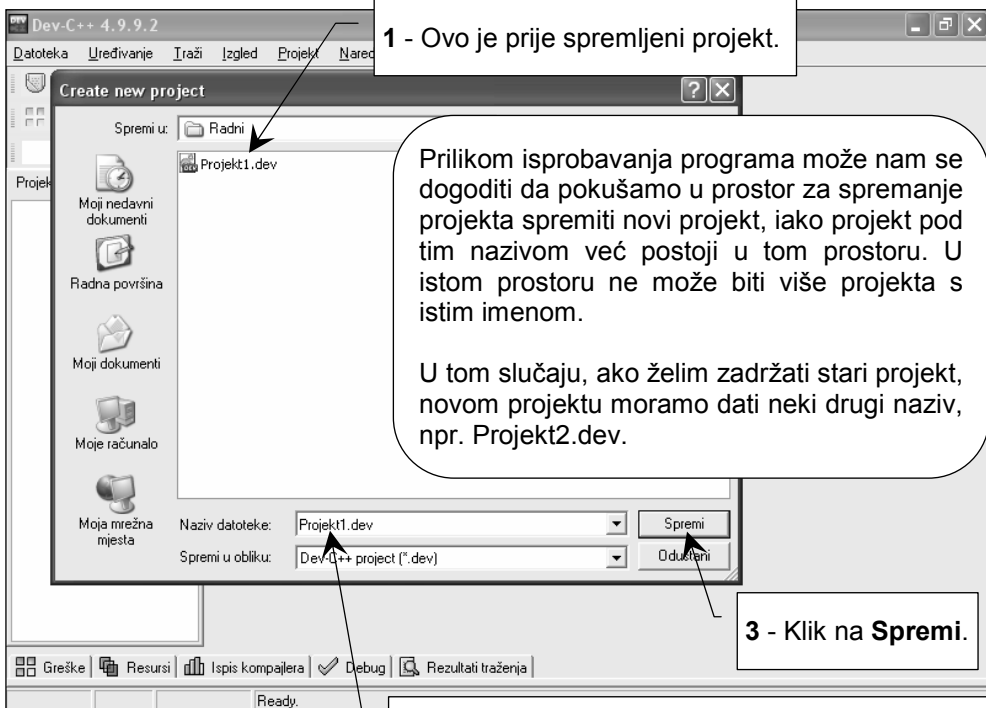 Dev-C++ 4.9.9.2
1 - Ovo je prije spremljeni projekt.
Datoteka Uređivanje Traži Izgled Projekt
Create new project
Spremi u: Radni
Projekt1.dev
Moji nedavni
dokumenti
Radna površina
Moji dokumenti
Moje računalo
Moja mrežna
mjesta
Prilikom isprobavanja programa može nam se
dogoditi da pokušamo u prostor za spremanje
projekta spremiti novi projekt, iako projekt pod
tim nazivom već postoji u tom prostoru. U
istom prostoru ne može biti više projekta s
istim imenom.
U tom slučaju, ako želim zadržati stari projekt,
novom projektu moramo dati neki drugi naziv,
npr. Projekt2.dev.
Naziv datoteke: Projekt1.dev Spremi
Spremi u obliku: Dev-C++ project (*.dev) Odustani
3 - Klik na Spremi.
Greške Resursi Ispis kompajlera Debug Rezultati traženja
Ready.